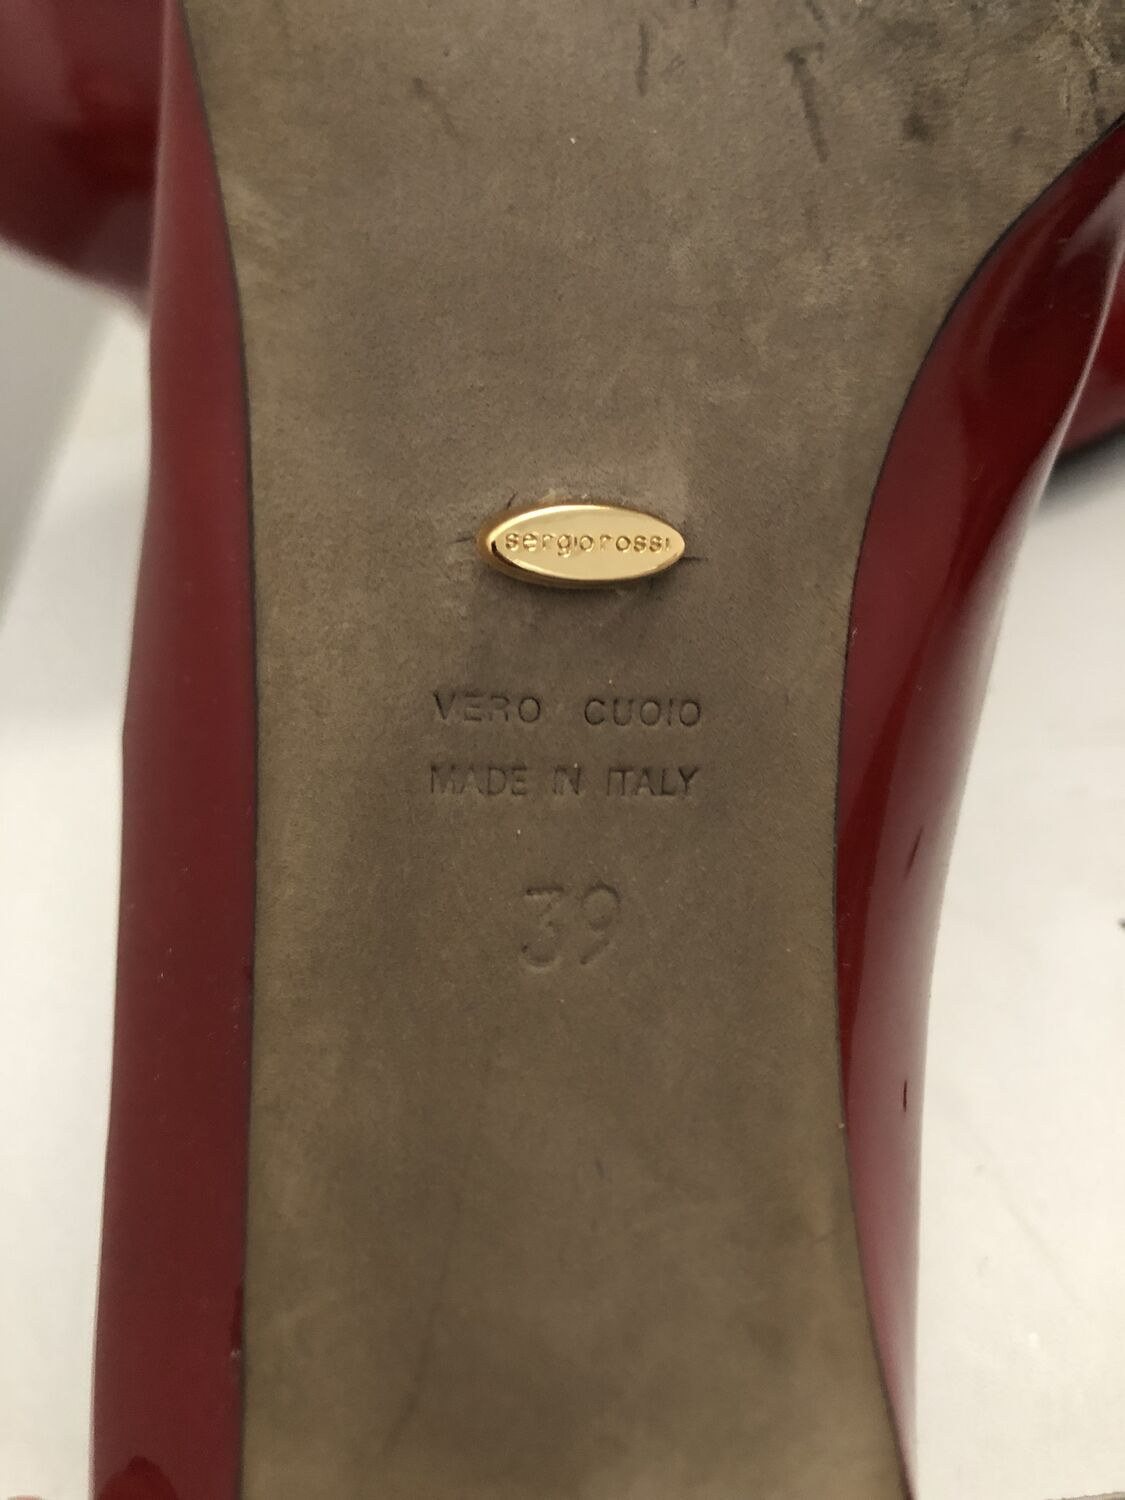 sergiorossi
VERO CUOIO
MADE IN ITALY
39